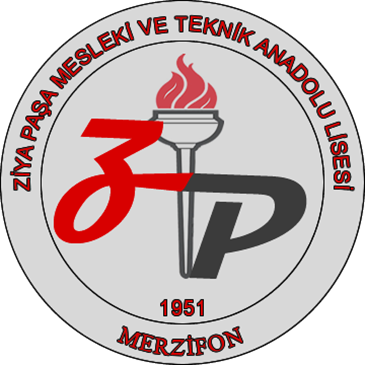 ZİYA PAŞA MESLEKİ VE TEKNİK ANADOLU LİSESİ
ZP
1951
MERZİFON